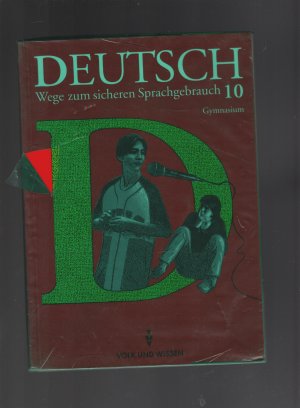 DEUTSCH
Wege zum sicheren Sprachgebrauch 10
Gymnasium
VOLK UND WISSEN